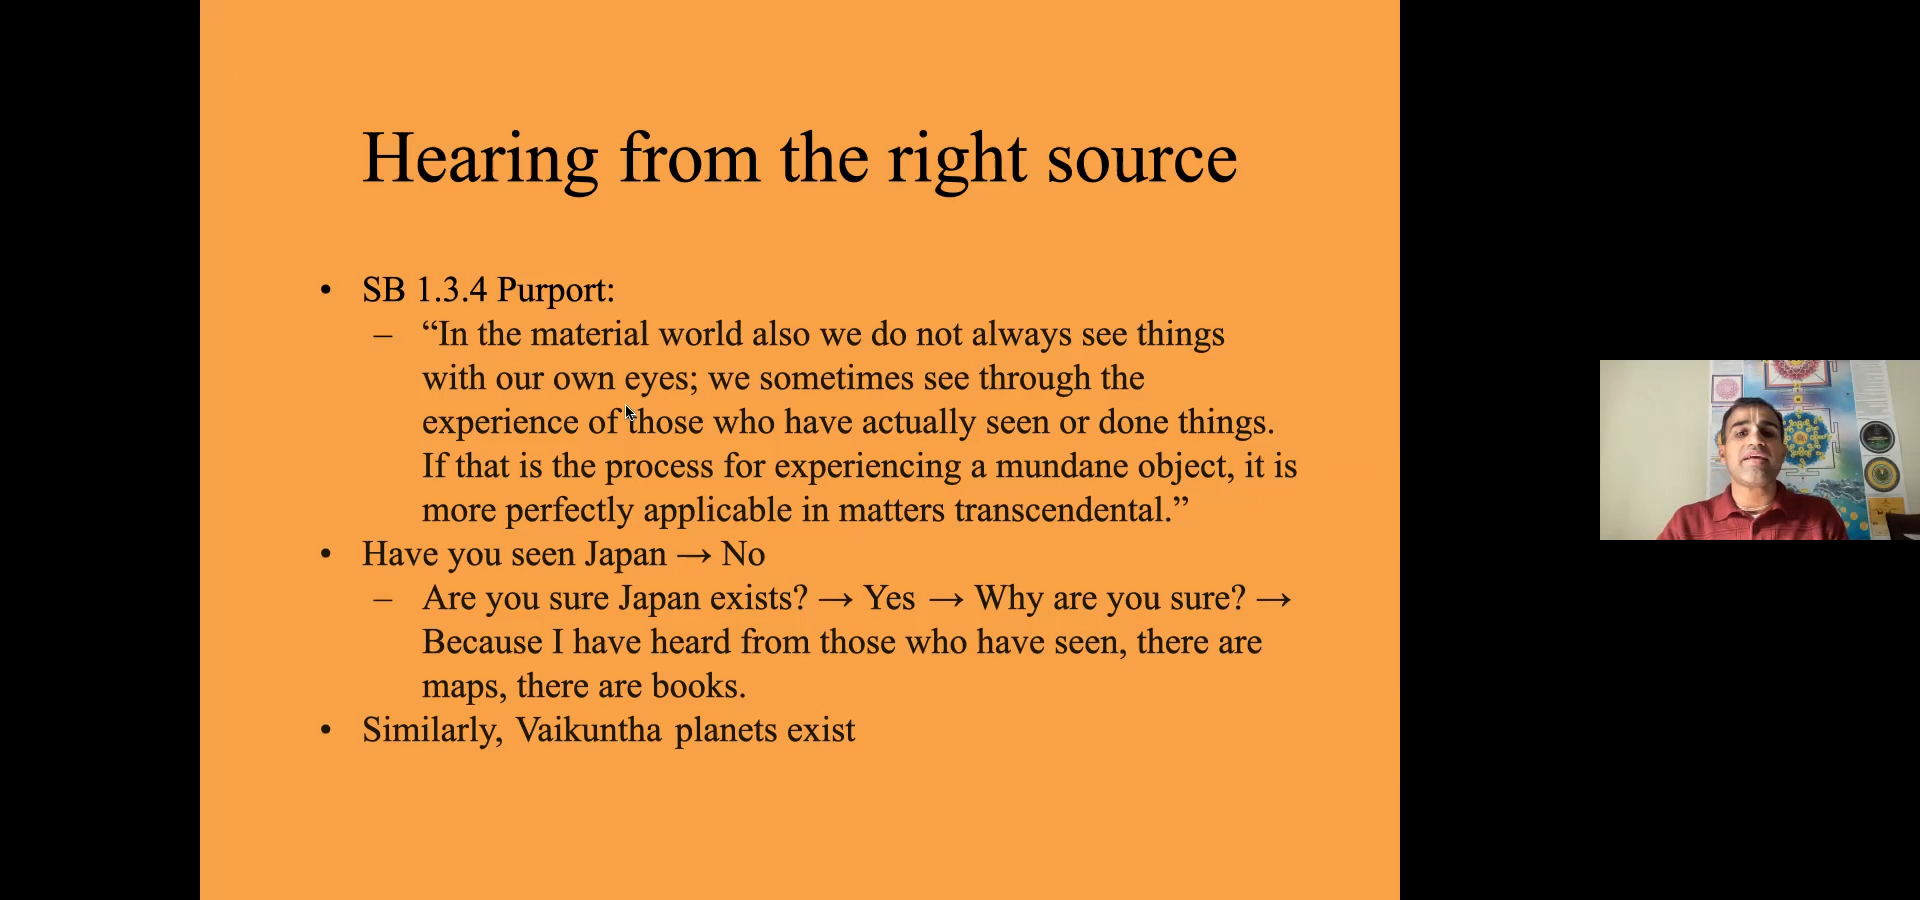 Hearing from the right source
• SB 1.3.4 Purport:
– “In the material world also we do not always see things
with our own eyes; we sometimes see through the
experience of those who have actually seen or done things.
If that is the process for experiencing a mundane object, it is
more perfectly applicable in matters transcendental.”
• Have you seen Japan → No
– Are you sure Japan exists? → Yes → Why are you sure? →
Because I have heard from those who have seen, there are
maps, there are books.
• Similarly, Vaikuntha planets exist